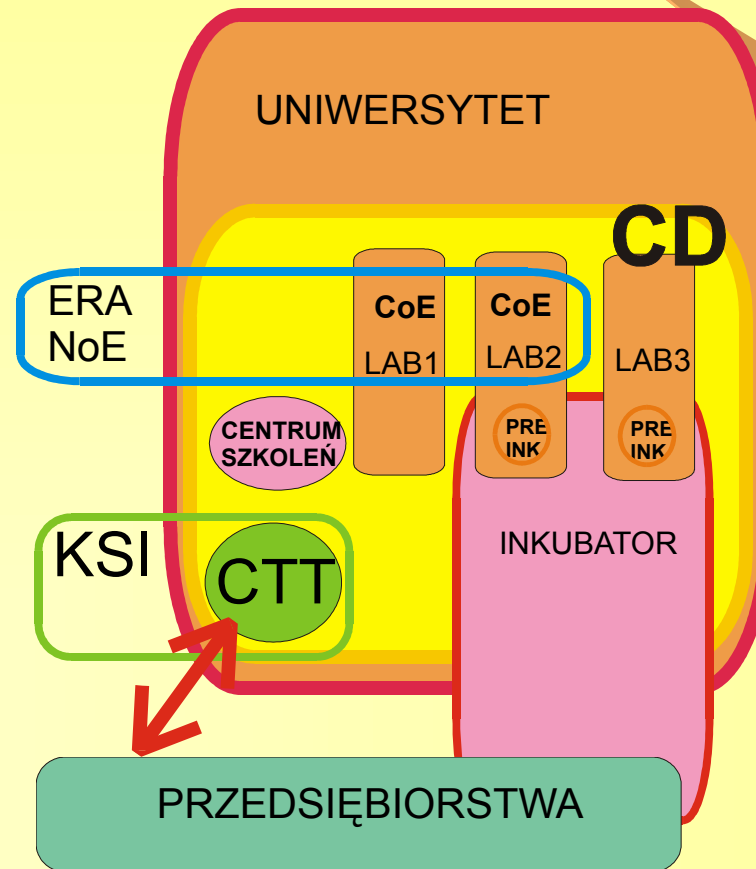 UNIWERSYTET
CD
ERA
NoE
CoE
LAB1
CoE
LAB2
LAB3
CENTRUM
SZKOLEŃ
PRE
INK
PRE
INK
KSI
CTT
INKUBATOR
PRZEDSIĘBIORSTWA